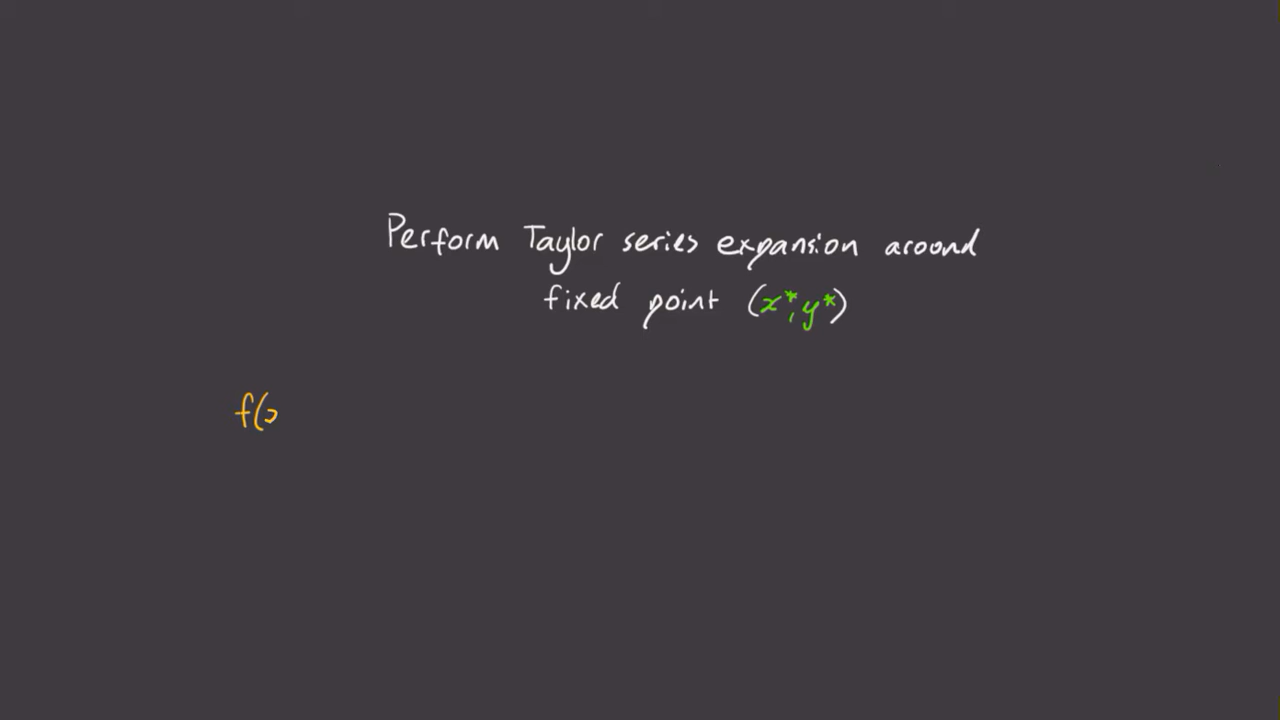 Perform Taylor series expansion around
fixed point (x*, y*)
f(